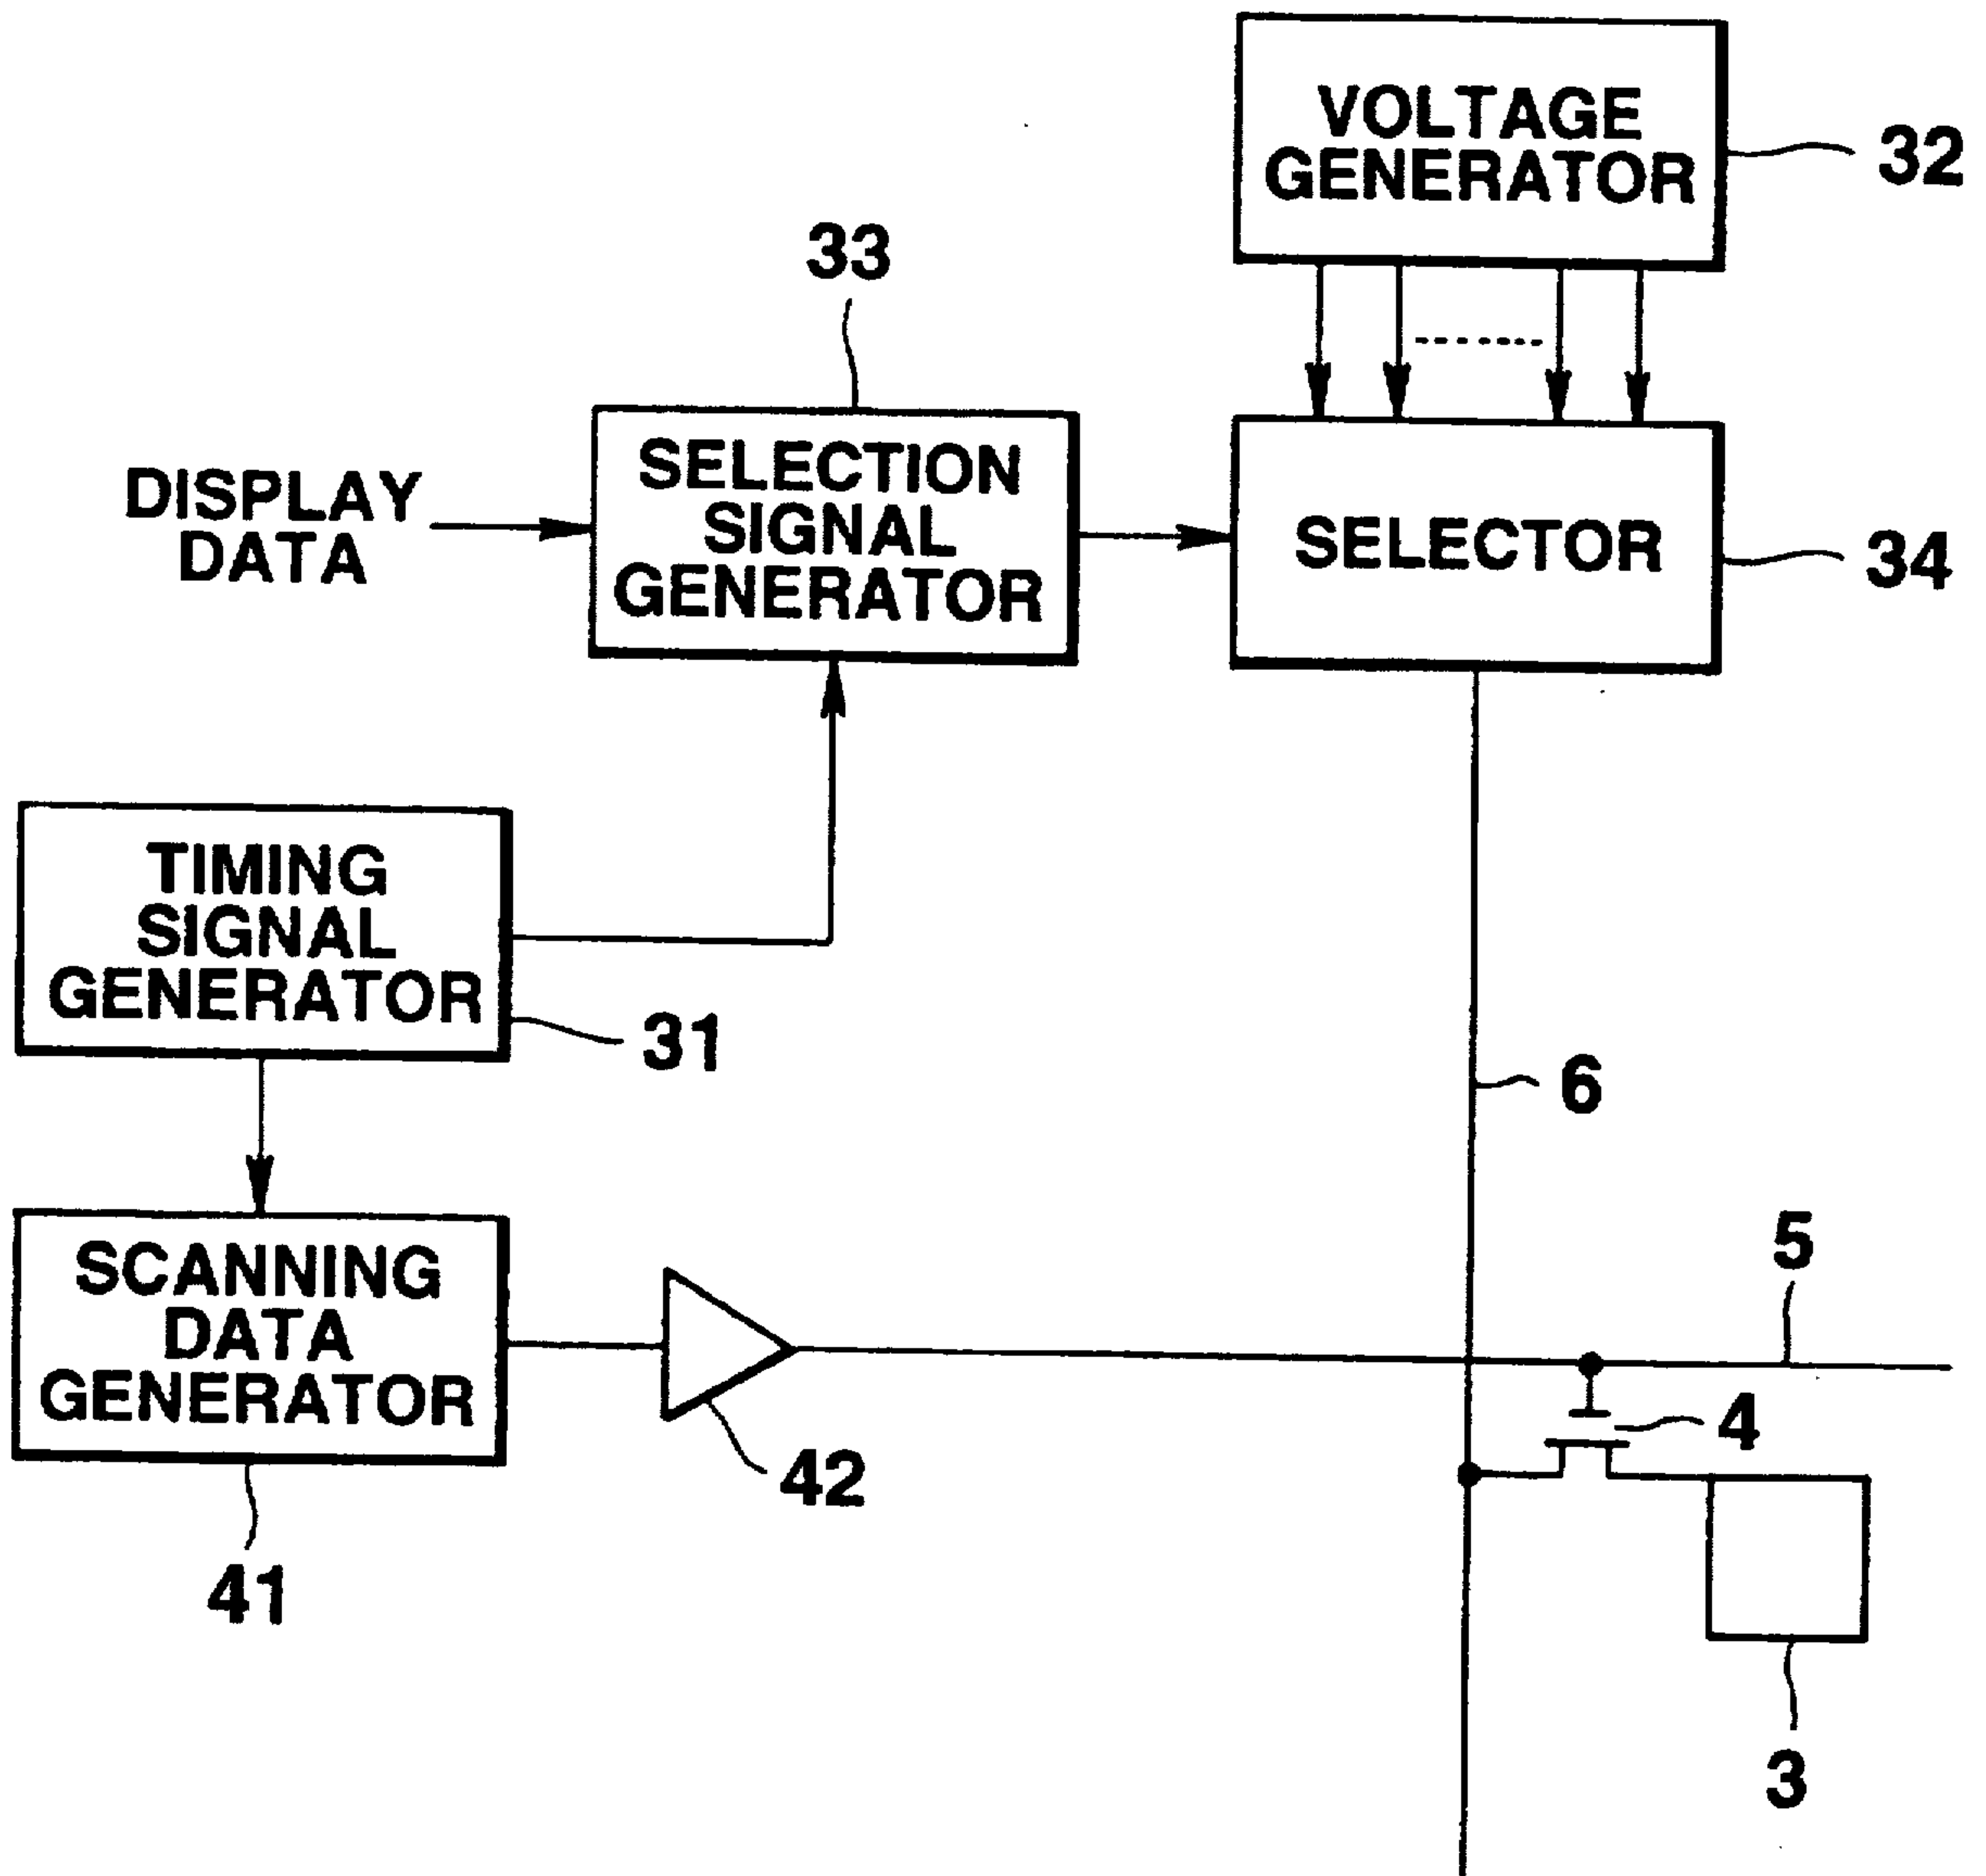 VOLTAGE
GENERATOR
32
33
DISPLAY
DATA
SELECTION
SIGNAL
GENERATOR
SELECTOR
34
TIMING
SIGNAL
GENERATOR
31
6
SCANNING
DATA
GENERATOR
5
4
42
41
3